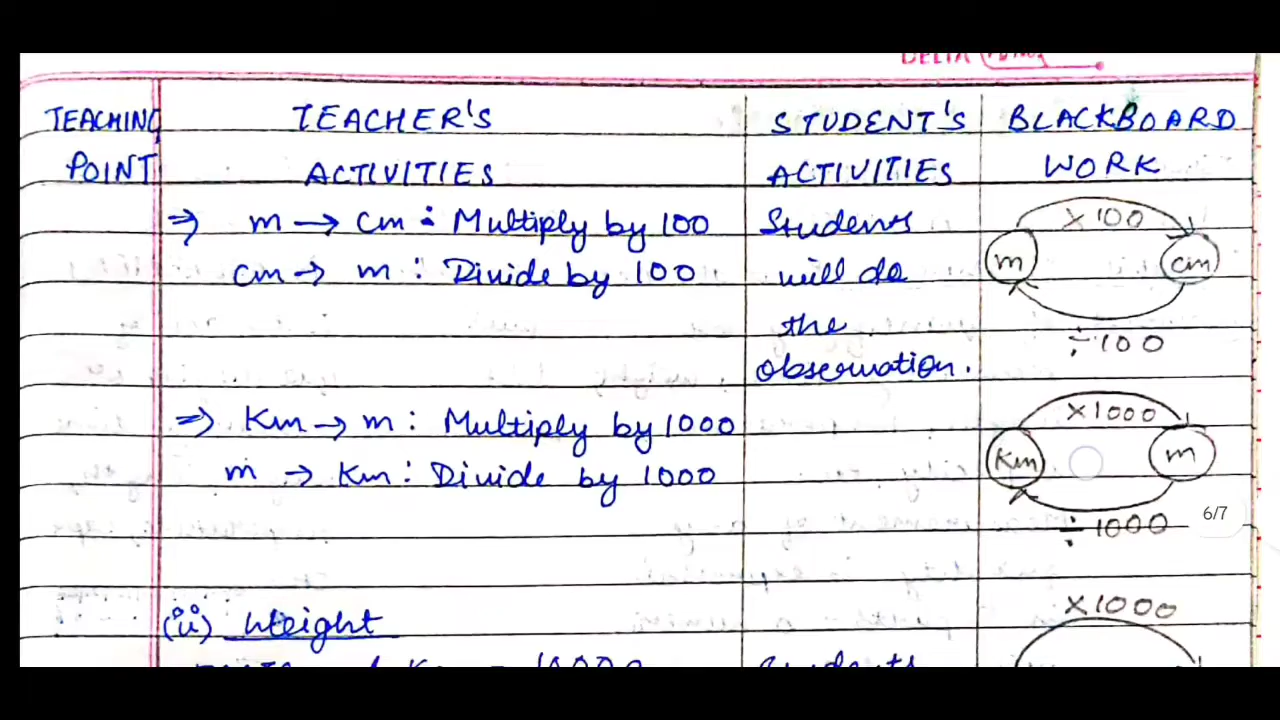 DELTA
TEACHING TEACHER'S STUDENT'S BLACKBOARD
POINT ACTIVITIES ACTIVITIES WORK
⇒ m → cm : Multiply by 100
cm → m : Divide by 100
Students
will do
the
observation.
×100
m cm
÷100
⇒ Km → m : Multiply by 1000
m → Km : Divide by 1000
×1000
Km m
÷1000
6/7
(ii) Weight
×1000
Students